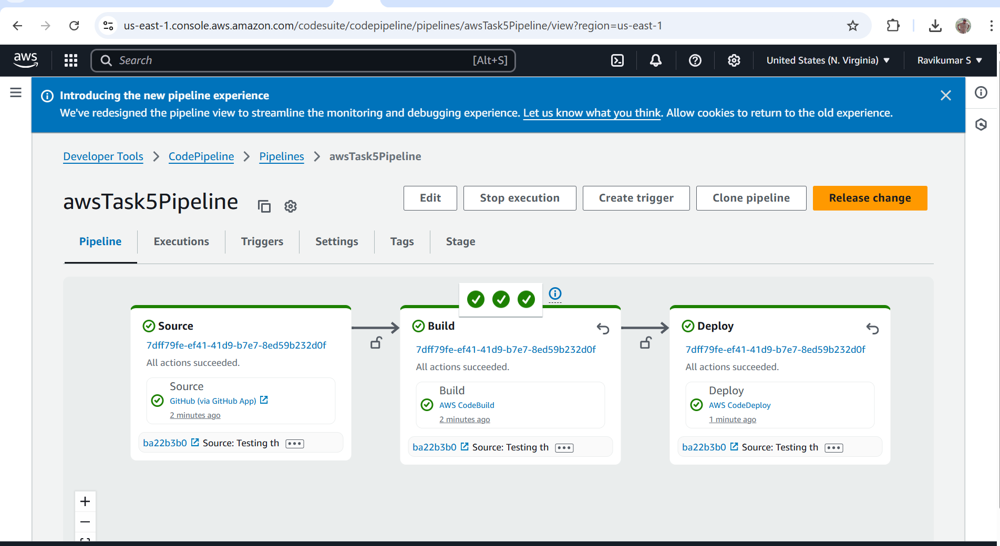 us-east-1.console.aws.amazon.com/codesuite/codepipeline/pipelines/awsTask5Pipeline/view?region=us-east-1
aws
Search [Alt+S]
United States (N. Virginia)
Ravikumar S
Introducing the new pipeline experience
We've redesigned the pipeline view to streamline the monitoring and debugging experience. Let us know what you think. Allow cookies to return to the old experience.
Developer Tools > CodePipeline > Pipelines > awsTask5Pipeline
awsTask5Pipeline
Edit
Stop execution
Create trigger
Clone pipeline
Release change
Pipeline
Executions
Triggers
Settings
Tags
Stage
Source
7dff79fe-ef41-41d9-b7e7-8ed59b232d0f
All actions succeeded.
Source
GitHub (via GitHub App)
2 minutes ago
ba22b3b0 Source: Testing th
Build
7dff79fe-ef41-41d9-b7e7-8ed59b232d0f
All actions succeeded.
Build
AWS CodeBuild
2 minutes ago
ba22b3b0 Source: Testing th
Deploy
7dff79fe-ef41-41d9-b7e7-8ed59b232d0f
All actions succeeded.
Deploy
AWS CodeDeploy
1 minute ago
ba22b3b0 Source: Testing th